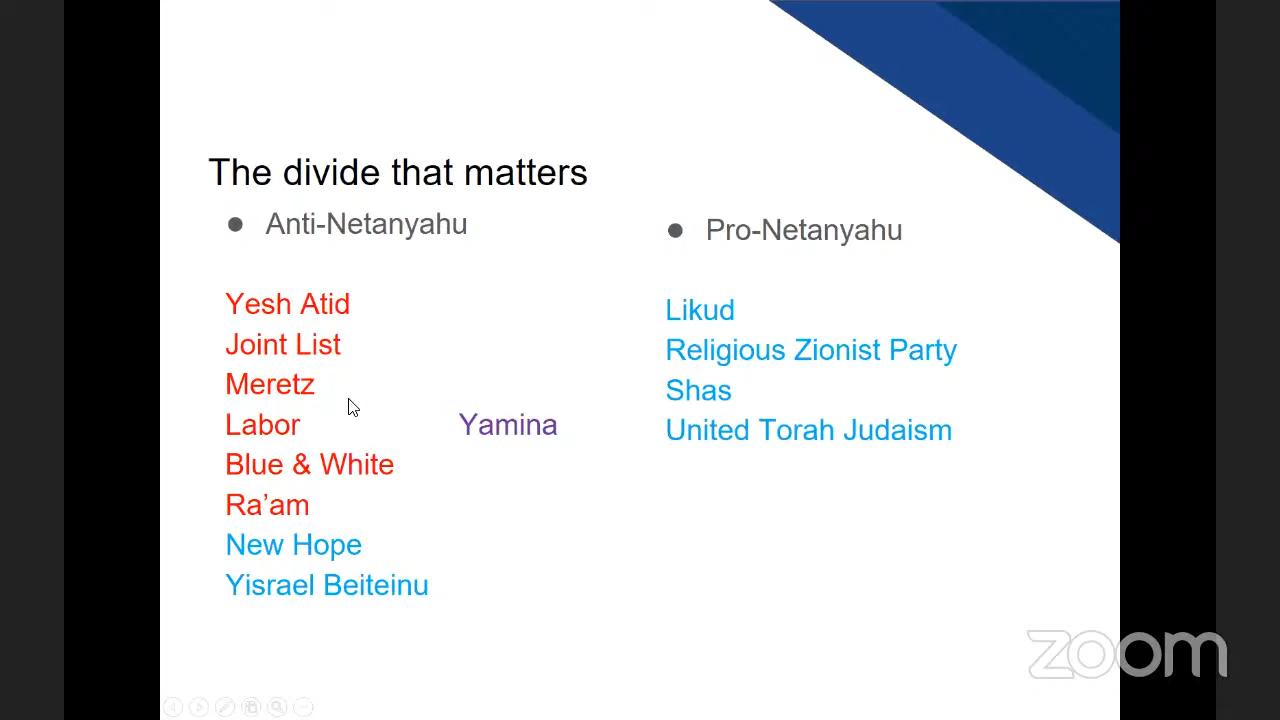 The divide that matters
● Anti-Netanyahu
Yesh Atid
Joint List
Meretz
Labor
Blue & White
Ra’am
New Hope
Yisrael Beiteinu
Yamina
● Pro-Netanyahu
Likud
Religious Zionist Party
Shas
United Torah Judaism
zoom